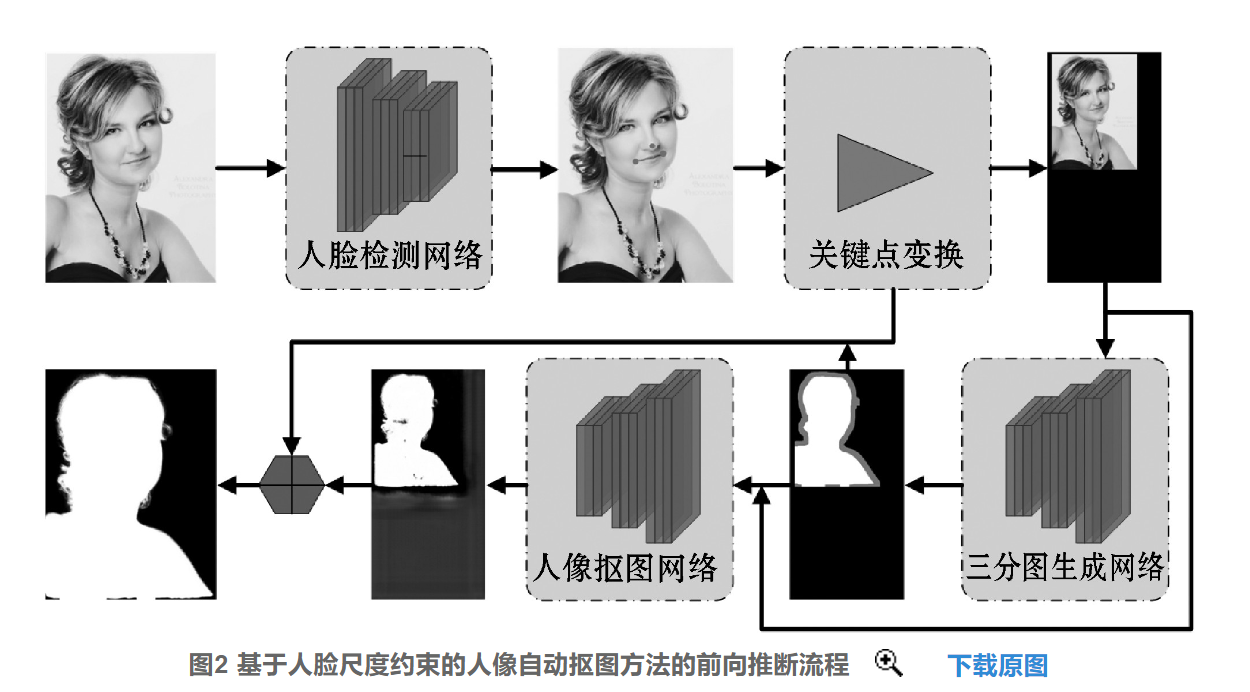 人脸检测网络
关键点变换
人像抠图网络
三分图生成网络
图2 基于人脸尺度约束的人像自动抠图方法的前向推断流程
下载原图